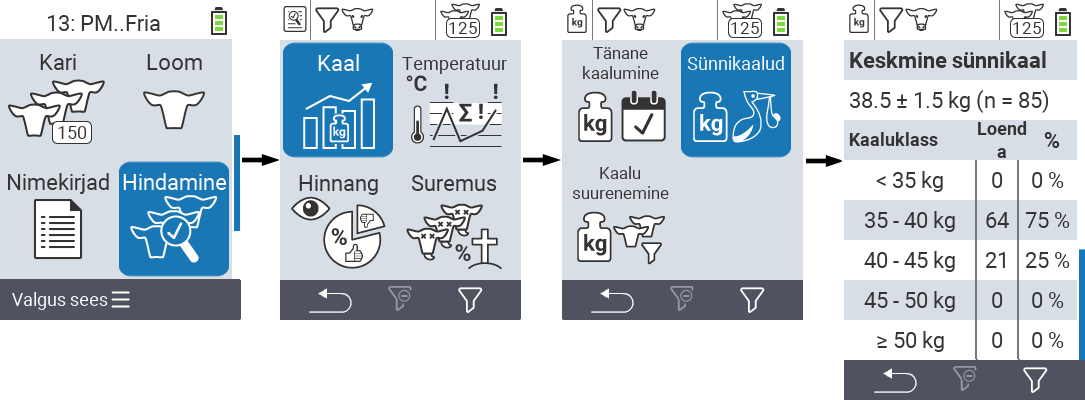 13: PM..Fria
Kari
Loom
150
Nimekirjad
Hindamine
Valgus sees
125
Kaal
Temperatuur
°C
! !
Σ !
kg
Hinnang
Suremus
%
%
kg
125
Tänane
kaalumine
Sünnikaalud
kg
kg
Kaalu
suurenemine
kg
kg
125
Keskmine sünnikaal
38.5 ± 1.5 kg (n = 85)
Kaaluklass Loend %
a
< 35 kg 0 0 %
35 - 40 kg 64 75 %
40 - 45 kg 21 25 %
45 - 50 kg 0 0 %
≥ 50 kg 0 0 %